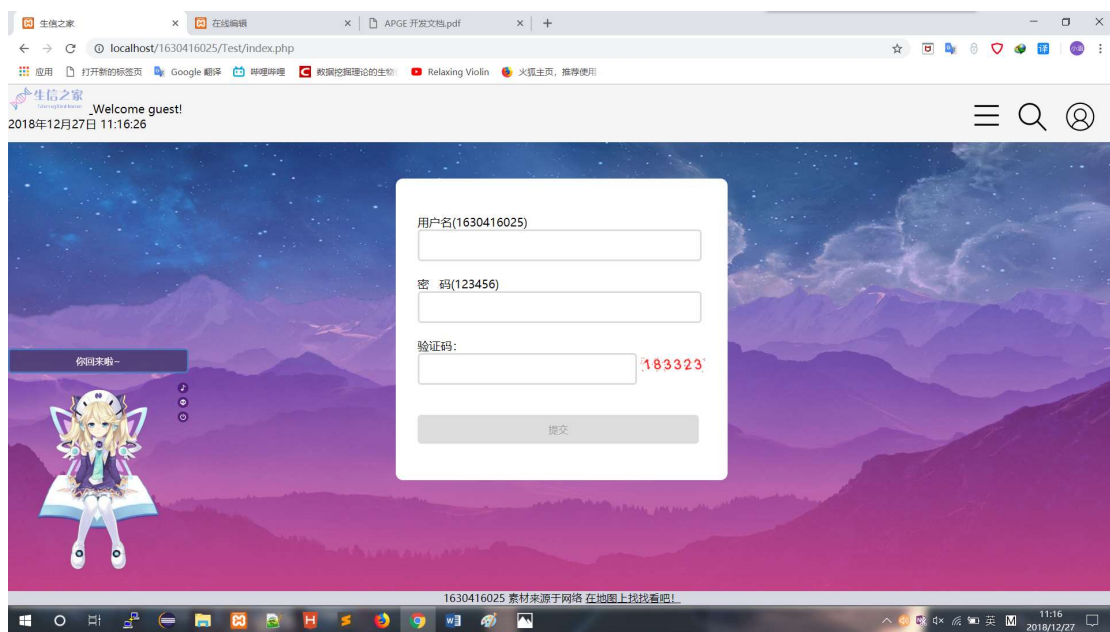 生信之家
在线编辑
APGE 开发文档.pdf
localhost/1630416025/Test/index.php
应用
打开新的标签页
Google 翻译
哔哩哔哩
数据挖掘理论的生物
Relaxing Violin
火狐主页，推荐使用
生信之家
_Welcome guest!
2018年12月27日 11:16:26
用户名(1630416025)
密 码(123456)
验证码：
183323
提交
你回来啦~
1630416025 素材来源于网络 在地图上找找看吧！
英
11:16
2018/12/27